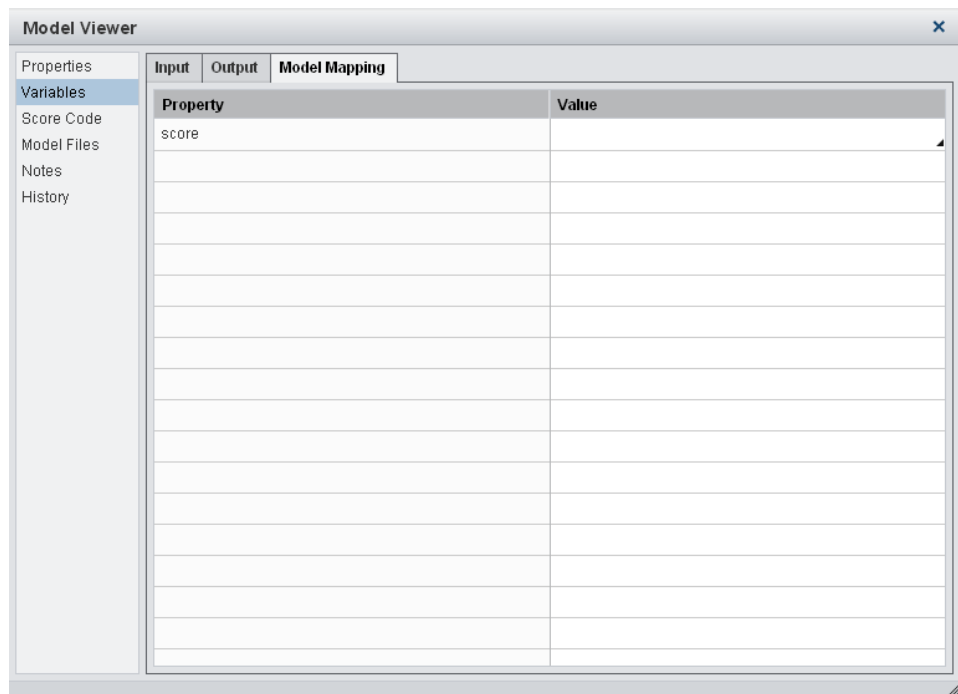 Model Viewer
Properties
Variables
Score Code
Model Files
Notes
History
Input Output Model Mapping
Property Value
score